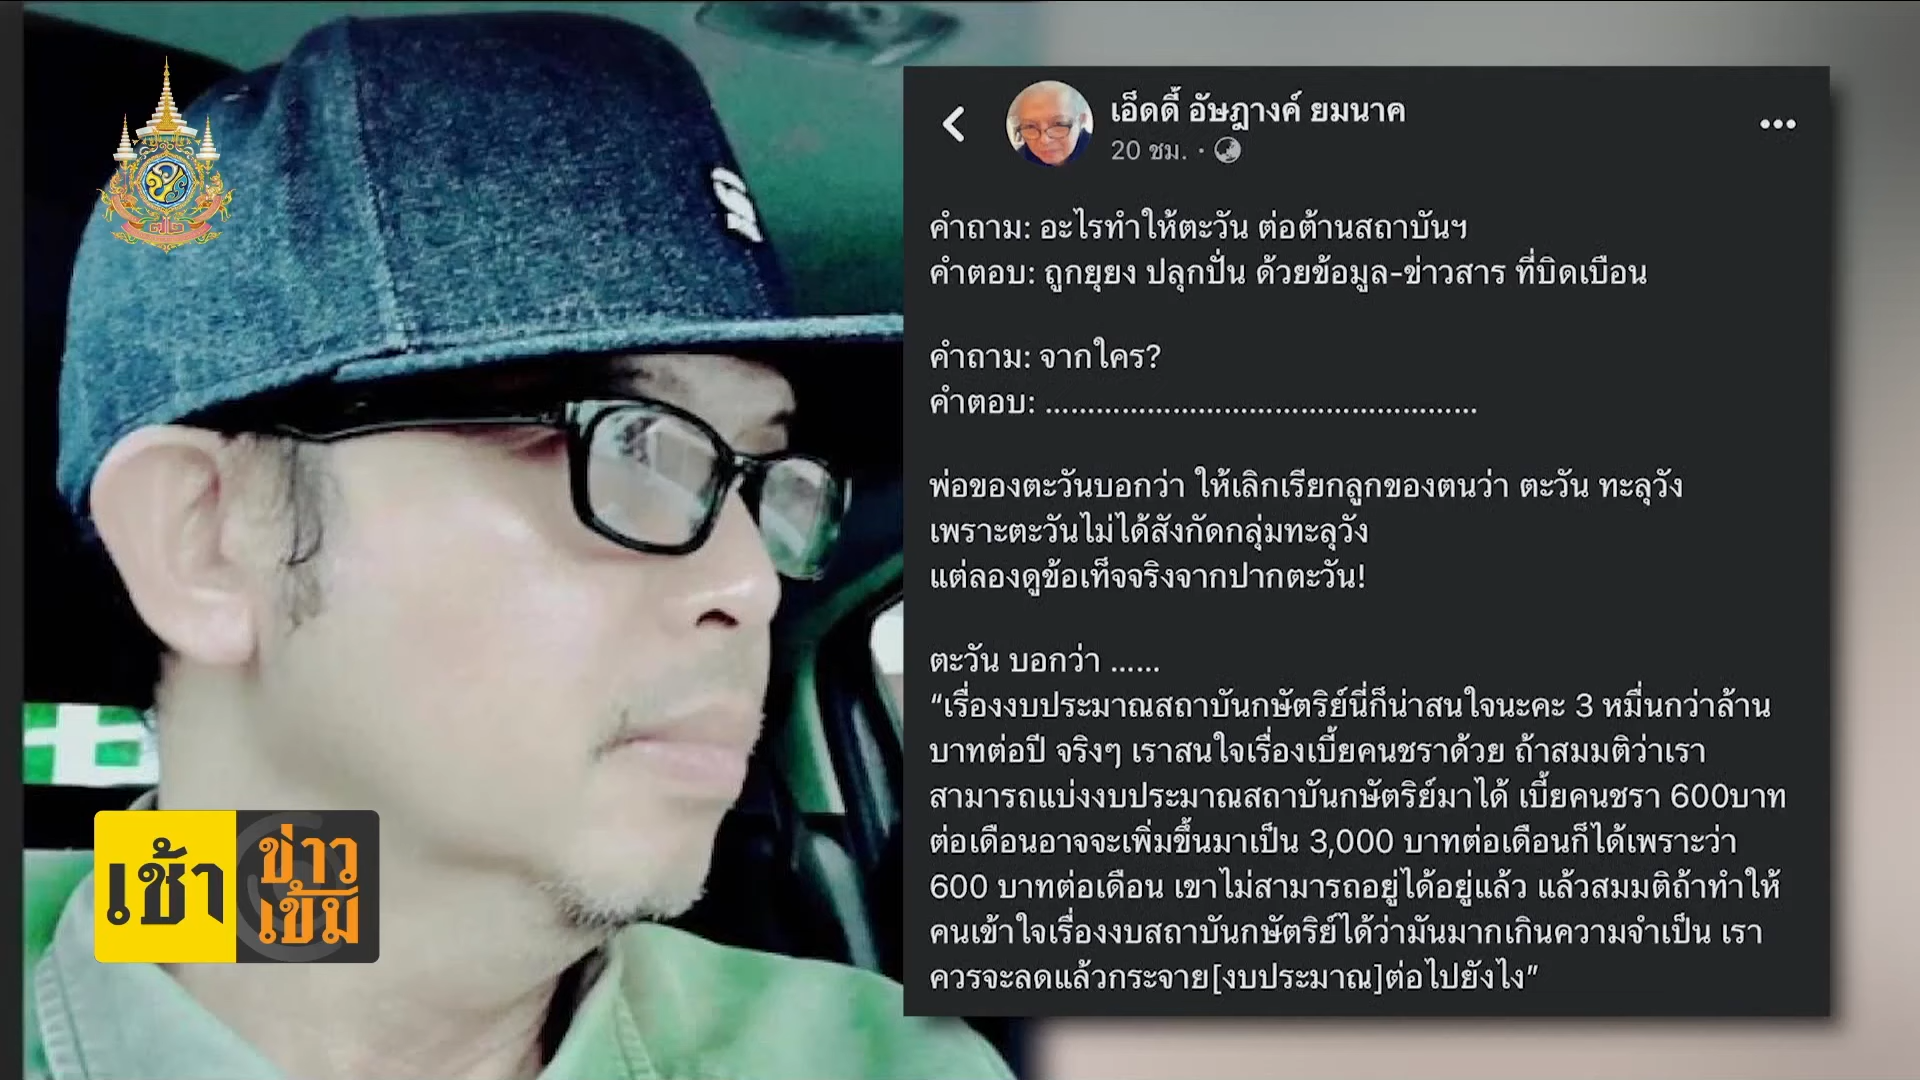 เอ็ดดี้ อัษฎางค์ ยมนาค
20 ชม. ·
คำถาม: อะไรทำให้ตะวัน ต่อต้านสถาบันฯ
คำตอบ: ถูกยุยง ปลุกปั่น ด้วยข้อมูล-ข่าวสาร ที่บิดเบือน
คำถาม: จากใคร?
คำตอบ: ………………………………………………
พ่อของตะวันบอกว่า ให้เลิกเรียกลูกของตนว่า ตะวัน ทะลุวัง
เพราะตะวันไม่ได้สังกัดกลุ่มทะลุวัง
แต่ลองดูข้อเท็จจริงจากปากตะวัน!
ตะวัน บอกว่า ......
“เรื่องงบประมาณสถาบันกษัตริย์นี่ก็น่าสนใจนะคะ 3 หมื่นกว่าล้าน
บาทต่อปี จริงๆ เราสนใจเรื่องเบี้ยคนชราด้วย ถ้าสมมติว่าเรา
สามารถแบ่งงบประมาณสถาบันกษัตริย์มาได้ เบี้ยคนชรา 600บาท
ต่อเดือนอาจจะเพิ่มขึ้นมาเป็น 3,000 บาทต่อเดือนก็ได้เพราะว่า
600 บาทต่อเดือน เขาไม่สามารถอยู่ได้อยู่แล้ว แล้วสมมติถ้าทำให้
คนเข้าใจเรื่องงบสถาบันกษัตริย์ได้ว่ามันมากเกินความจำเป็น เรา
ควรจะลดแล้วกระจาย[งบประมาณ]ต่อไปยังไง”
เช้า
ข่าว
เข้ม